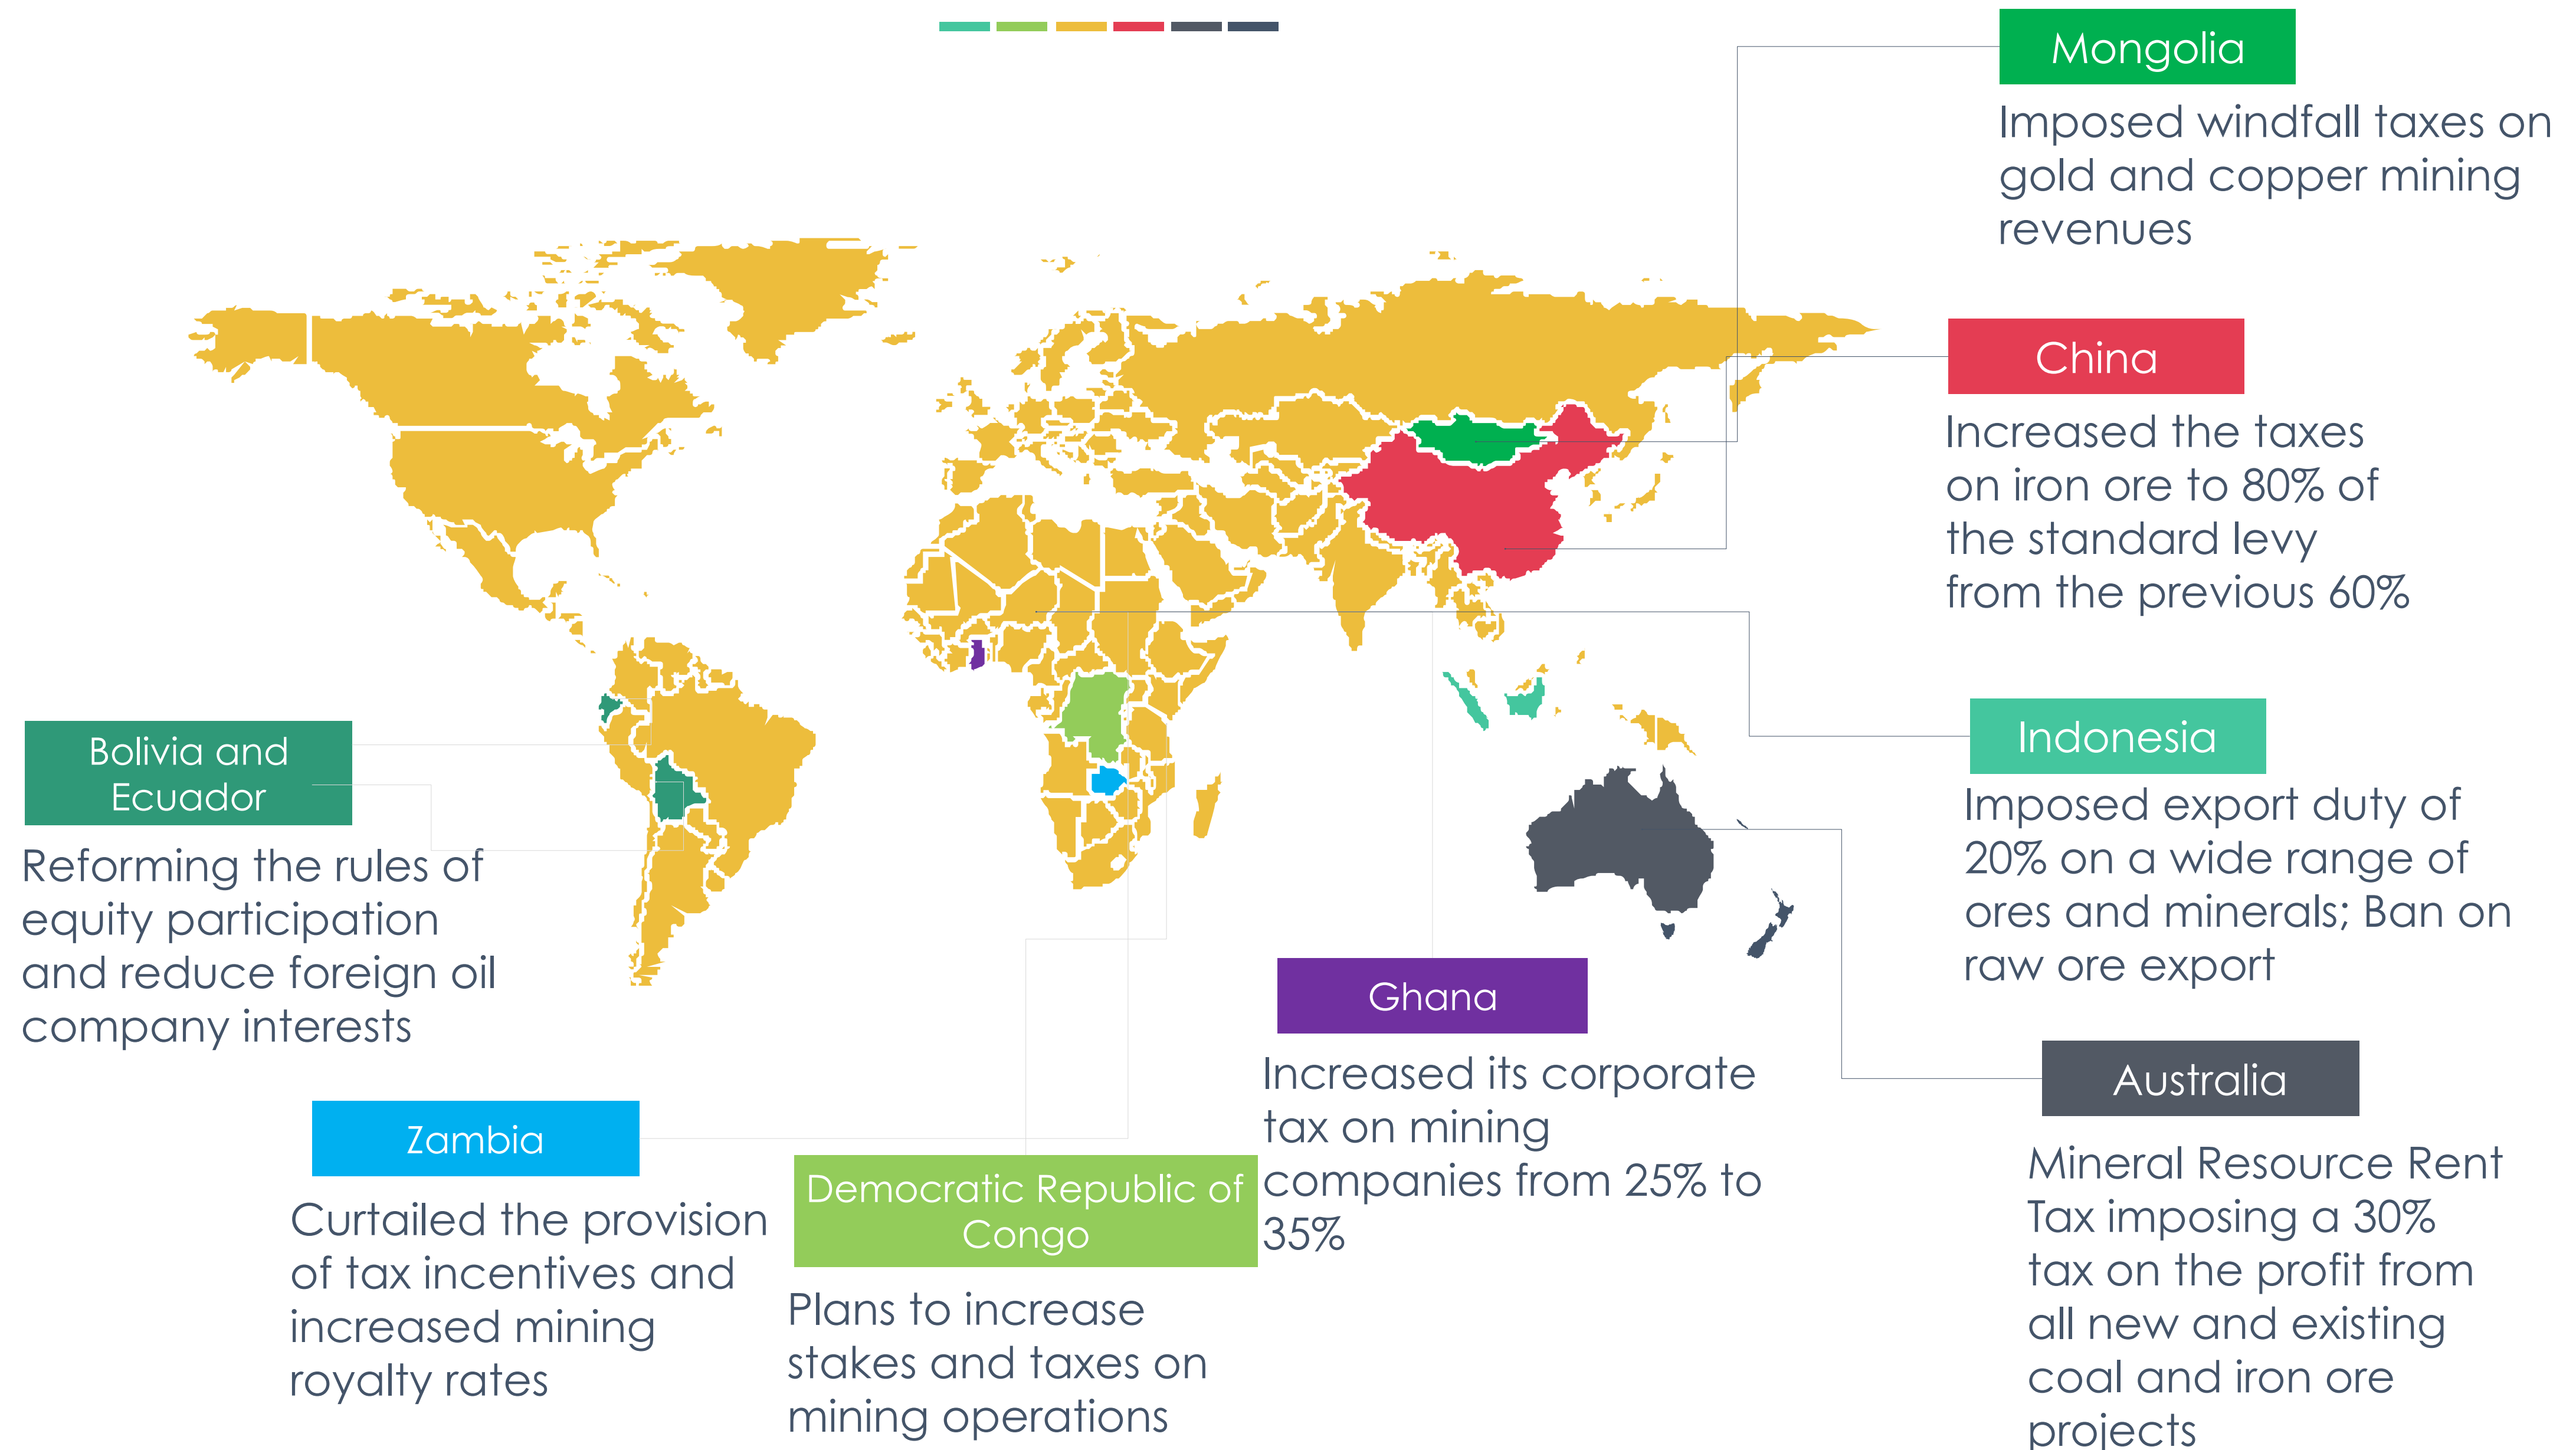 Mongolia
Imposed windfall taxes on
gold and copper mining
revenues
China
Increased the taxes
on iron ore to 80% of
the standard levy
from the previous 60%
Indonesia
Imposed export duty of
20% on a wide range of
ores and minerals; Ban on
raw ore export
Australia
Mineral Resource Rent
Tax imposing a 30%
tax on the profit from
all new and existing
coal and iron ore
projects
Bolivia and
Ecuador
Reforming the rules of
equity participation
and reduce foreign oil
company interests
Zambia
Curtailed the provision
of tax incentives and
increased mining
royalty rates
Democratic Republic of
Congo
Plans to increase
stakes and taxes on
mining operations
Ghana
Increased its corporate
tax on mining
companies from 25% to
35%